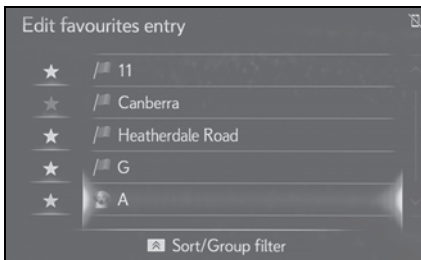 Edit favourites entry
11
Canberra
Heatherdale Road
G
A
Sort/Group filter